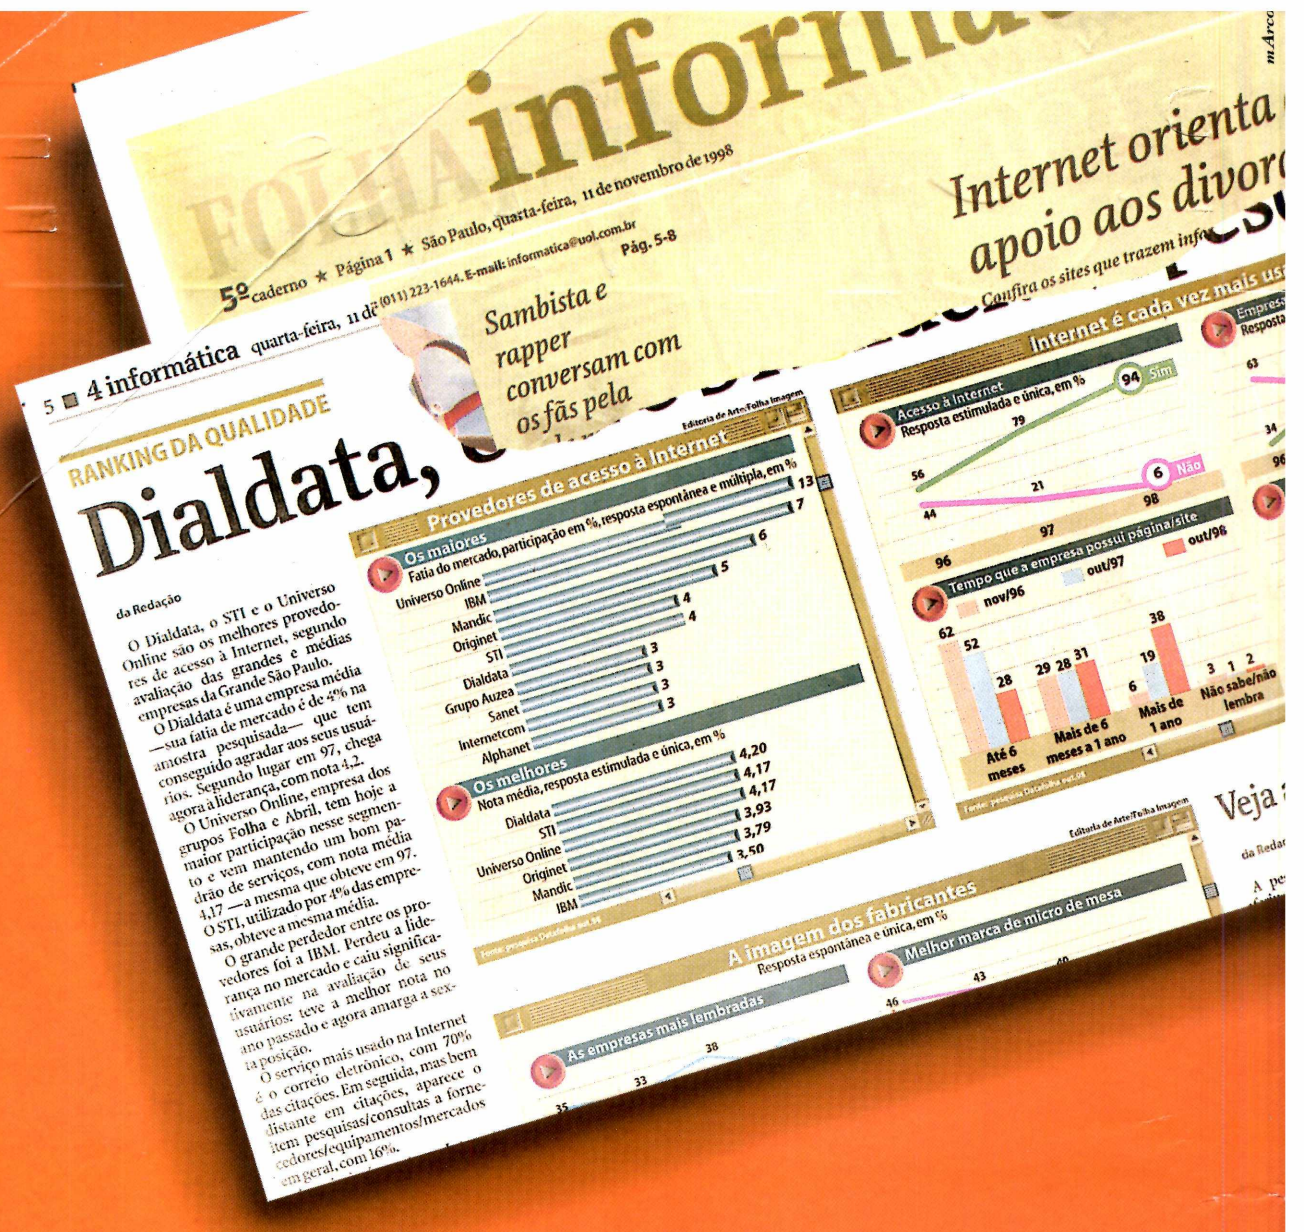 FOLHA informát
m Arco
5º caderno ★ Página 1 ★ São Paulo, quarta-feira, 11 de novembro de 1998
(011) 223-1644. E-mail: informatica@uol.com.br
Pág. 5-8
Sambista e
rapper
conversam com
os fãs pela
Internet orienta
apoio aos divor
Confira os sites que trazem infor
5 ■ 4 informática quarta-feira, 11 de
RANKING DA QUALIDADE
Dialdata,
da Redação
O Dialdata, o STI e o Universo
Online são os melhores provedo-
res de acesso à Internet, segundo
avaliação das grandes e médias
empresas da Grande São Paulo.
O Dialdata é uma empresa média
—sua fatia de mercado é de 4% na
amostra pesquisada— que tem
conseguido agradar aos seus usuá-
rios. Segundo lugar em 97, chega
agora à liderança, com nota 4,2.
O Universo Online, empresa dos
grupos Folha e Abril, tem hoje a
maior participação nesse segmen-
to e vem mantendo um bom pa-
drão de serviços, com nota média
4,17 —a mesma que obteve em 97.
O STI, utilizado por 4% das empre-
sas, obteve a mesma média.
O grande perdedor entre os pro-
vedores foi a IBM. Perdeu a lide-
rança no mercado e caiu significa-
tivamente na avaliação de seus
usuários: teve a melhor nota no
ano passado e agora amarga a sex-
ta posição.
O serviço mais usado na Internet
é o correio eletrônico, com 70%
das citações. Em seguida, mas bem
distante em citações, aparece o
item pesquisas/consultas a forne-
cedores/equipamentos/mercados
em geral, com 16%.
Editoria de Arte/Folha Imagem
Provedores de acesso à Internet
Os maiores
Fatia do mercado, participação em %, resposta espontânea e múltipla, em %
Universo Online 13
IBM 7
Mandic 6
Originet 5
STI 4
Dialdata 4
Grupo Auzea 3
Sanet 3
Internetcom 3
Alphanet 3
Os melhores
Nota média, resposta estimulada e única, em %
Dialdata 4,20
STI 4,17
Universo Online 4,17
Originet 3,93
Mandic 3,79
IBM 3,50
Fonte: pesquisa Datafolha out.98
Internet é cada vez mais usa
Acesso à Internet
Resposta estimulada e única, em %
56 79 94 Sim
44 21 6 Não
96 97 98
Empresa
Resposta
63
34
96
Tempo que a empresa possui página/site
nov/96 out/97 out/98
62 52 28
29 28 31
6 19 38
3 1 2
Até 6
meses
Mais de 6
meses a 1 ano
Mais de
1 ano
Não sabe/não
lembra
Fonte: pesquisa Datafolha out.98
Editoria de Arte/Folha Imagem
A imagem dos fabricantes
Resposta espontânea e única, em %
As empresas mais lembradas
35 33 38
Melhor marca de micro de mesa
46 43 40
Veja
da Redaç
A pe